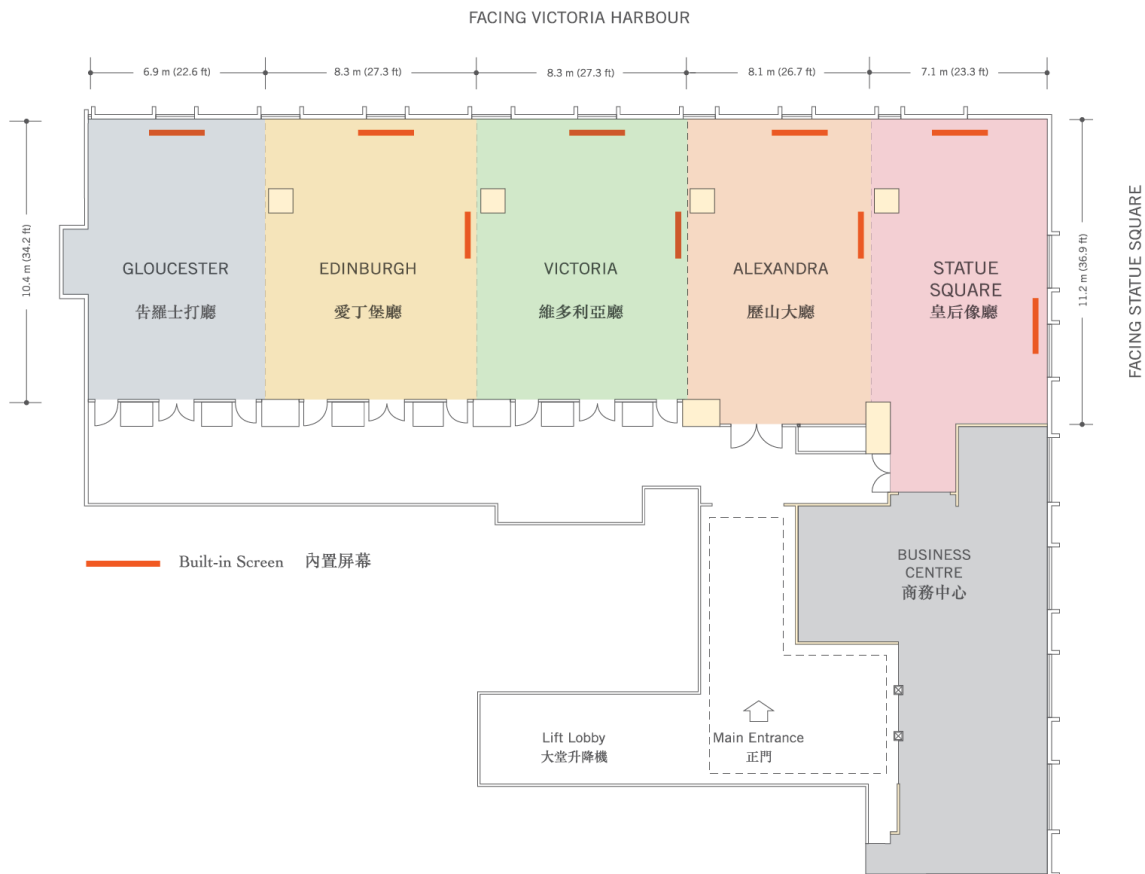 FACING VICTORIA HARBOUR
6.9 m (22.6 ft)
8.3 m (27.3 ft)
8.3 m (27.3 ft)
8.1 m (26.7 ft)
7.1 m (23.3 ft)
10.4 m (34.2 ft)
11.2 m (36.9 ft)
FACING STATUE SQUARE
GLOUCESTER
告羅士打廳
EDINBURGH
愛丁堡廳
VICTORIA
維多利亞廳
ALEXANDRA
歷山大廳
STATUE
SQUARE
皇后像廳
Built-in Screen 內置屏幕
BUSINESS
CENTRE
商務中心
Lift Lobby
大堂升降機
Main Entrance
正門